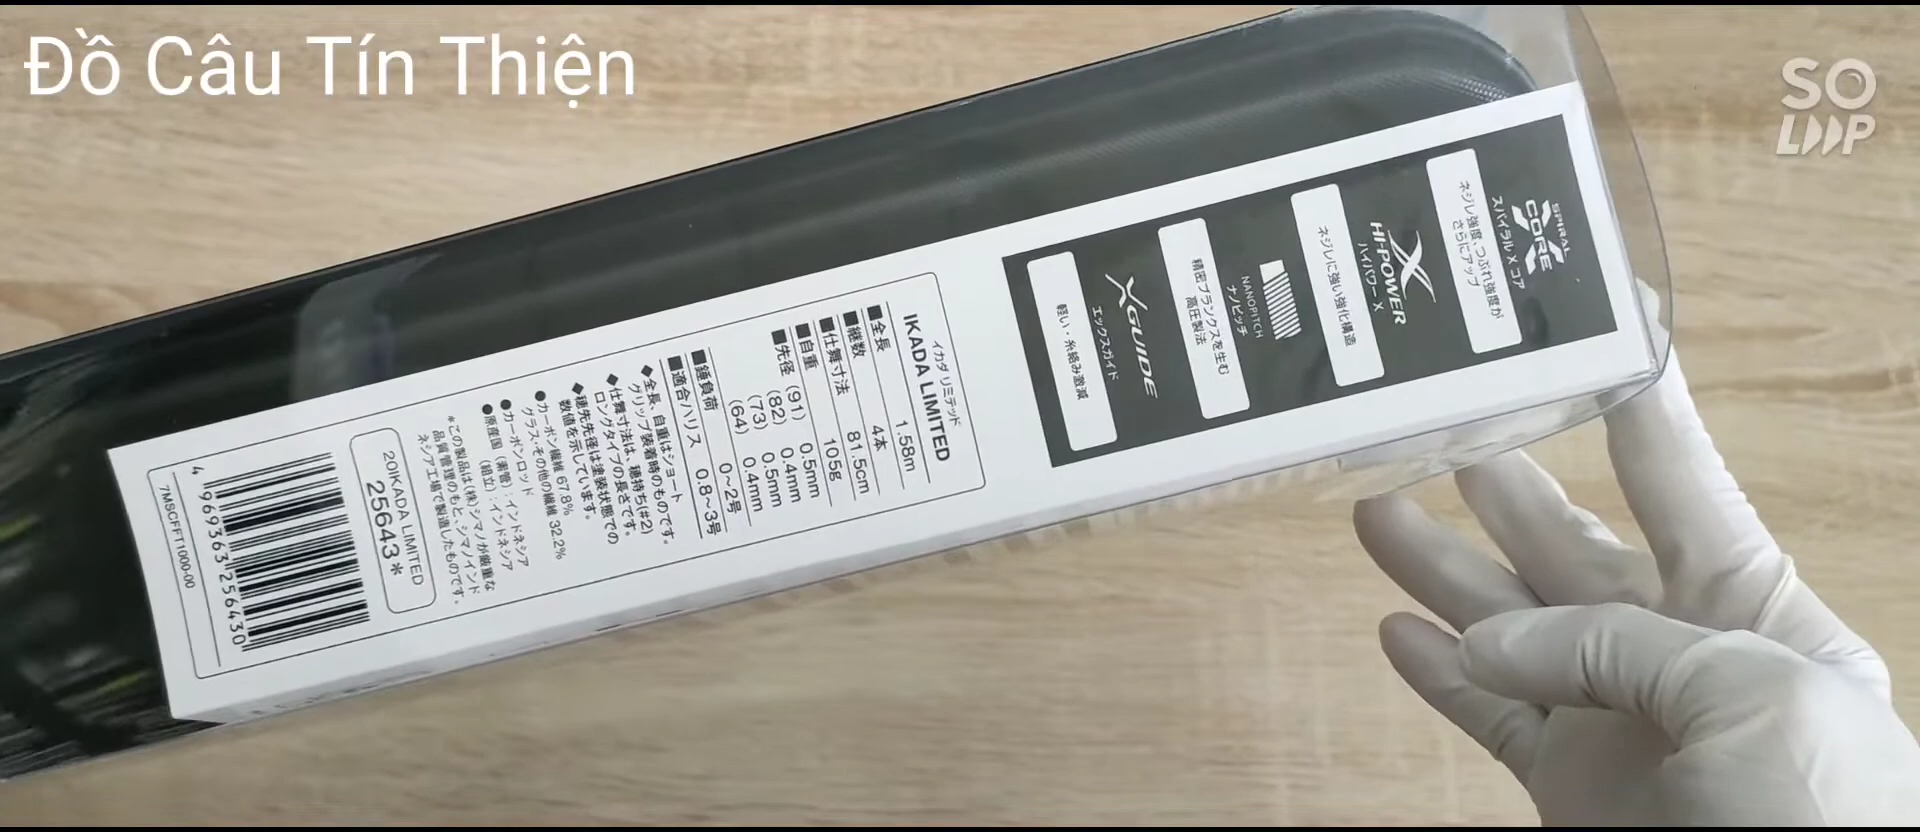 Đồ Câu Tín Thiện
SO
LOOP
SPIRAL
CORE
スパイラル X コア
ネジレ強度、つぶれ強度が
さらにアップ
X
HI-POWER
ハイパワー X
ネジレに強い強化構造
NANOPITCH
ナノピッチ
精密ブランクスを生む
高圧製法
XGUIDE
エックスガイド
軽い・糸絡み激減
イカダ リミテッド
IKADA LIMITED
■全長 1.58m
■継数 4本
■仕舞寸法 81.5cm
■自重 105g
■先径 (91) 0.5mm
(82) 0.4mm
(73) 0.5mm
(64) 0.4mm
■錘負荷 0~2号
■適合ハリス 0.8~3号
◆全長、自重はショート
グリップ装着時のものです。
◆仕舞寸法は、穂持ち(#2)
ロングタイプの長さです。
◆穂先先径は塗装状態での
数値を示しています。
●カーボン繊維 67.8%
グラス・その他の繊維 32.2%
●カーボンロッド
●原産国 (素管):インドネシア
(組立):インドネシア
*この製品は(株)シマノが厳重な
品質管理のもと、シマノインド
ネシア工場で製造したものです。
20IKADA LIMITED
25643*
4 969363 256430
7MSCFFT1000-00